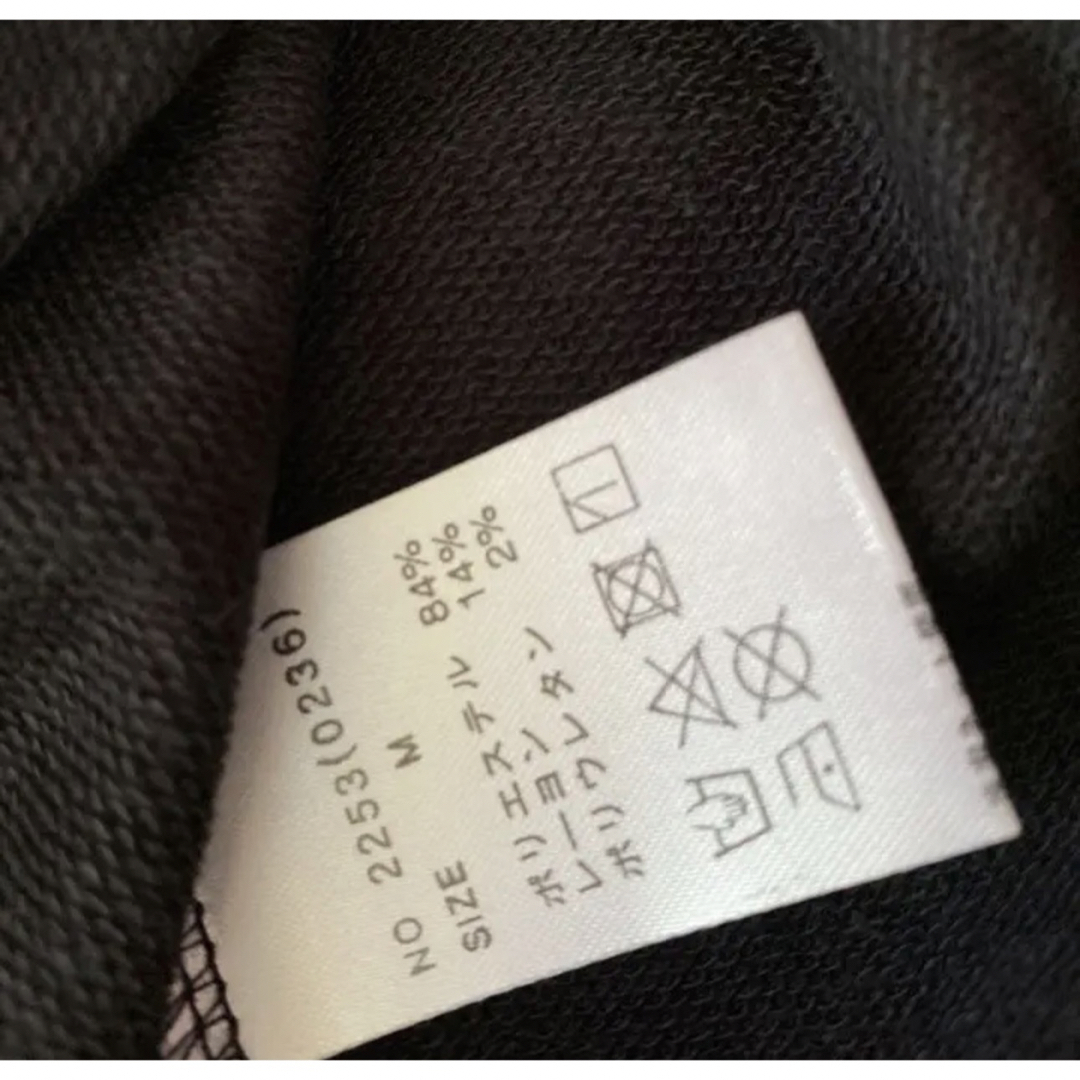 NO 2253(0236)
SIZE M
ポリエステル 84%
レーヨン 14%
ポリウレタン 2%